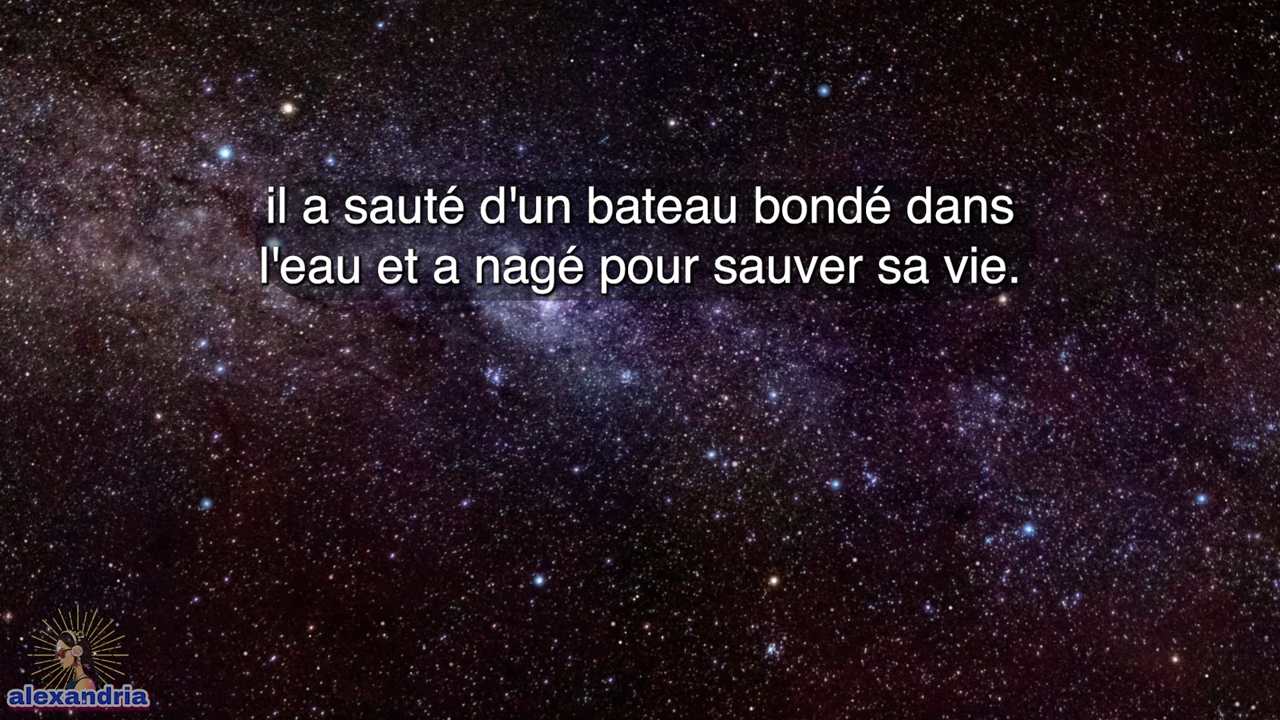 il a sauté d'un bateau bondé dans
l'eau et a nagé pour sauver sa vie.
alexandria